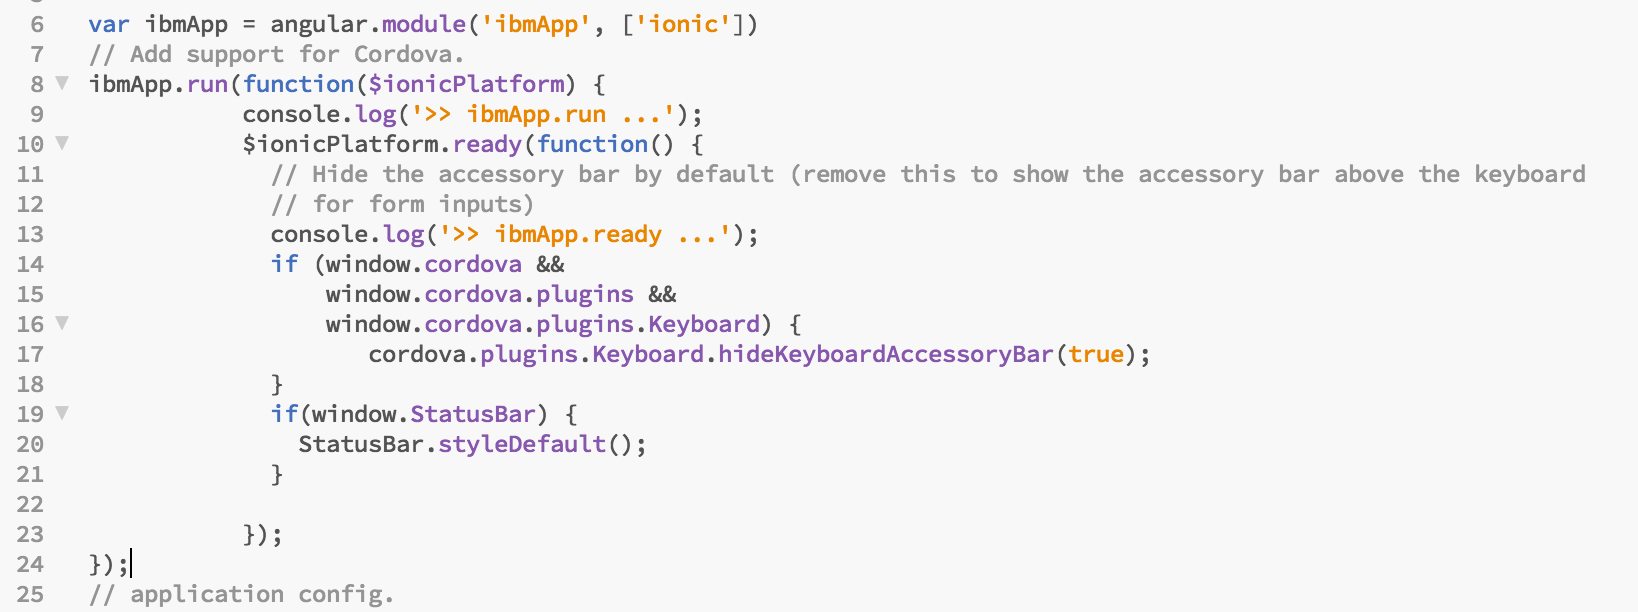 6 var ibmApp = angular.module('ibmApp', ['ionic'])
7 // Add support for Cordova.
8 ibmApp.run(function($ionicPlatform) {
9 console.log('>> ibmApp.run ...');
10 $ionicPlatform.ready(function() {
11 // Hide the accessory bar by default (remove this to show the accessory bar above the keyboard
12 // for form inputs)
13 console.log('>> ibmApp.ready ...');
14 if (window.cordova &&
15 window.cordova.plugins &&
16 window.cordova.plugins.Keyboard) {
17 cordova.plugins.Keyboard.hideKeyboardAccessoryBar(true);
18 }
19 if(window.StatusBar) {
20 StatusBar.styleDefault();
21 }
22
23 });
24 });
25 // application config.